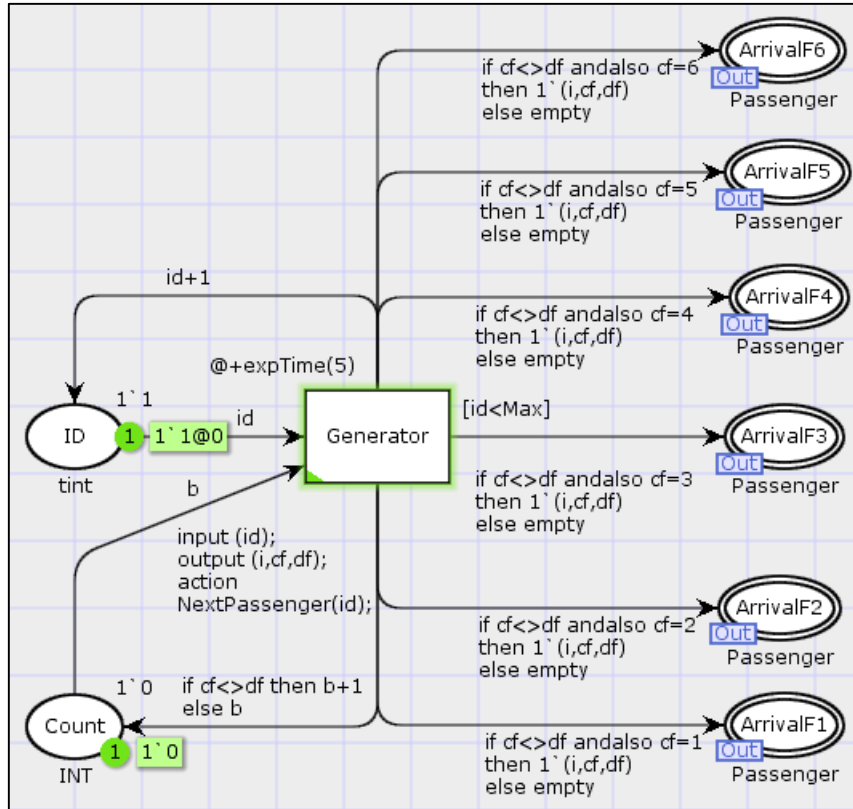 ArrivalF6
Out
Passenger
if cf<>df andalso cf=6
then 1`(i,cf,df)
else empty
ArrivalF5
Out
Passenger
if cf<>df andalso cf=5
then 1`(i,cf,df)
else empty
id+1
ArrivalF4
Out
Passenger
if cf<>df andalso cf=4
then 1`(i,cf,df)
else empty
@+expTime(5)
1`1
ID
1
1`1@0
tint
id
Generator
[id<Max]
ArrivalF3
Out
Passenger
if cf<>df andalso cf=3
then 1`(i,cf,df)
else empty
b
input (id);
output (i,cf,df);
action
NextPassenger(id);
ArrivalF2
Out
Passenger
if cf<>df andalso cf=2
then 1`(i,cf,df)
else empty
1`0
if cf<>df then b+1
else b
Count
1
1`0
INT
ArrivalF1
Out
Passenger
if cf<>df andalso cf=1
then 1`(i,cf,df)
else empty